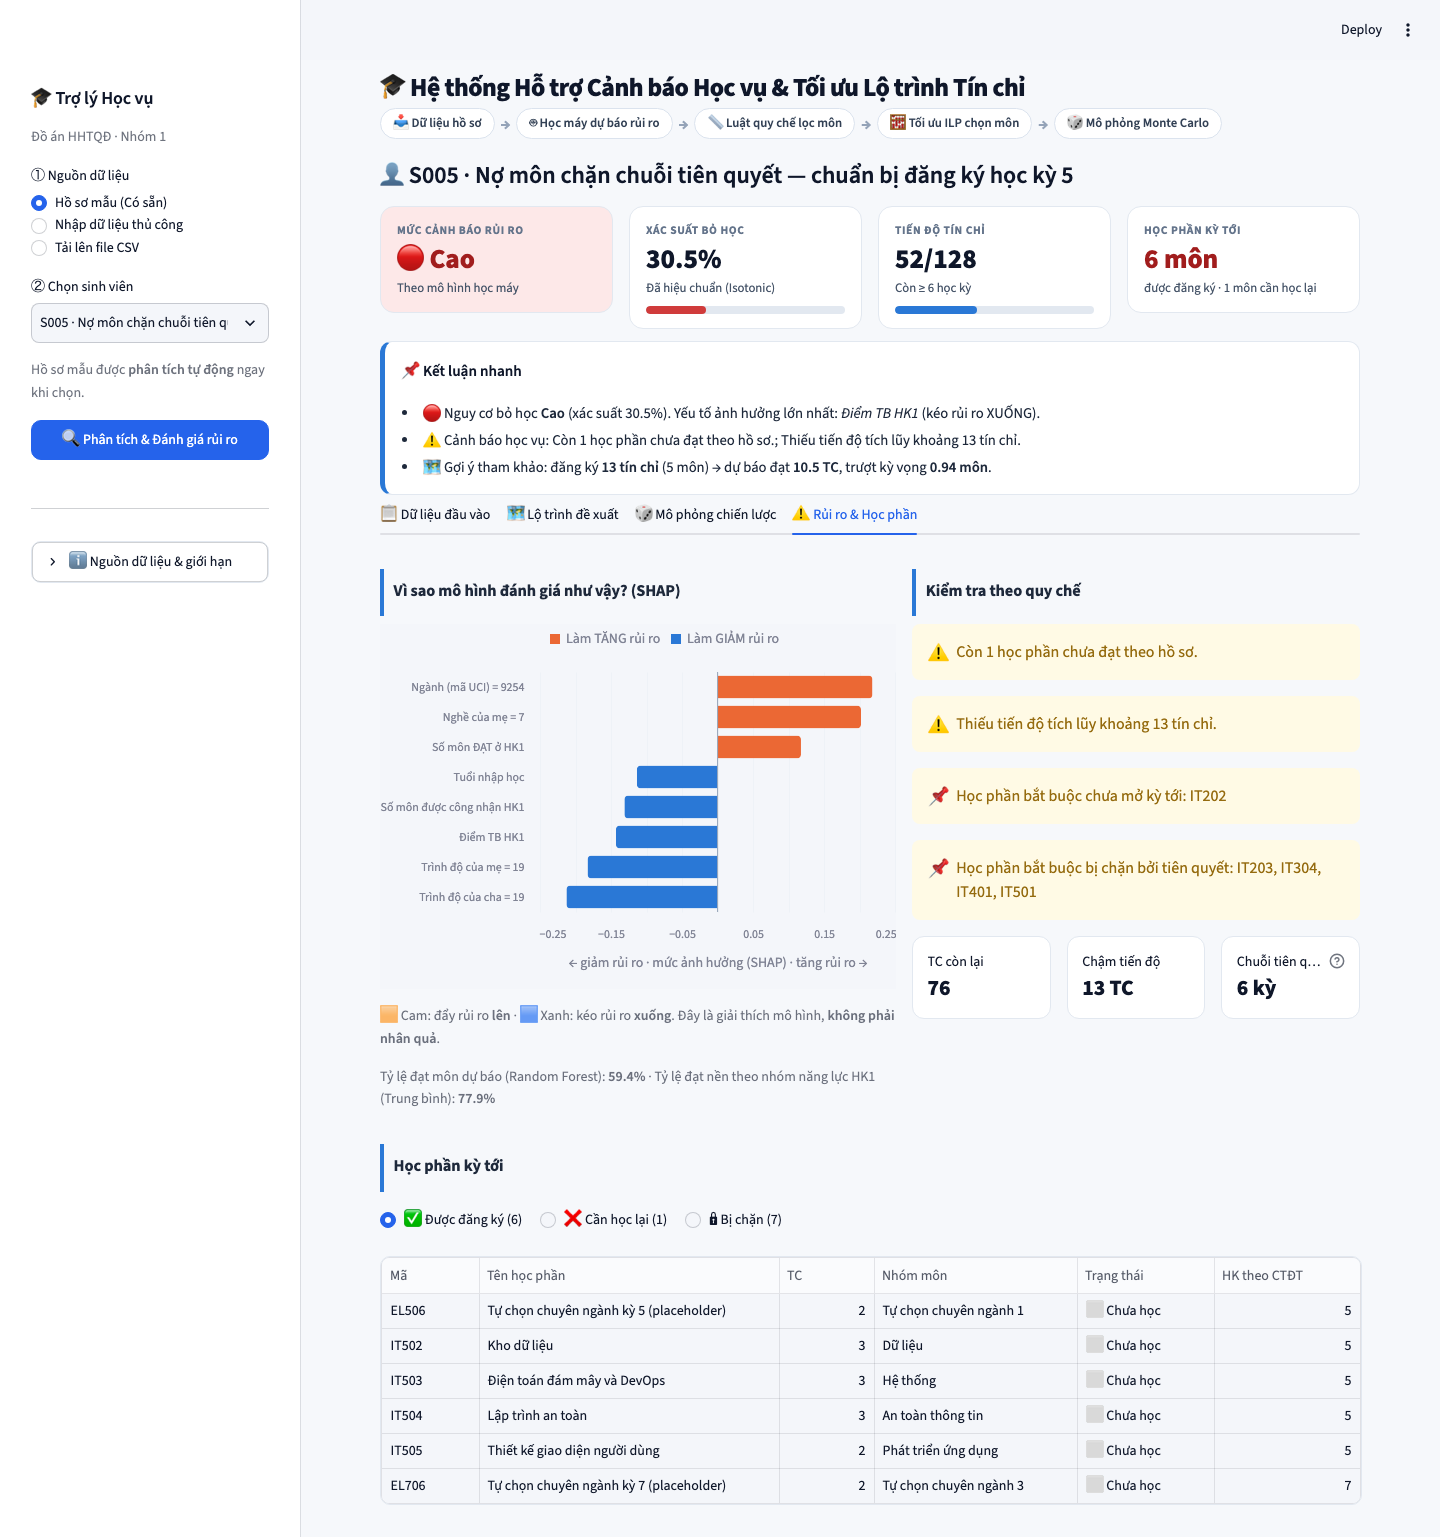 Deploy
🎓 Trợ lý Học vụ
Đồ án HHTQĐ · Nhóm 1
① Nguồn dữ liệu
Hồ sơ mẫu (Có sẵn)
Nhập dữ liệu thủ công
Tải lên file CSV
② Chọn sinh viên
S005 · Nợ môn chặn chuỗi tiên q
Hồ sơ mẫu được phân tích tự động ngay
khi chọn.
🔍 Phân tích & Đánh giá rủi ro
ℹ️ Nguồn dữ liệu & giới hạn
🎓 Hệ thống Hỗ trợ Cảnh báo Học vụ & Tối ưu Lộ trình Tín chỉ
Dữ liệu hồ sơ → Học máy dự báo rủi ro → Luật quy chế lọc môn → Tối ưu ILP chọn môn → Mô phỏng Monte Carlo
👤 S005 · Nợ môn chặn chuỗi tiên quyết — chuẩn bị đăng ký học kỳ 5
MỨC CẢNH BÁO RỦI RO
🔴 Cao
Theo mô hình học máy
XÁC SUẤT BỎ HỌC
30.5%
Đã hiệu chuẩn (Isotonic)
TIẾN ĐỘ TÍN CHỈ
52/128
Còn ≥ 6 học kỳ
HỌC PHẦN KỲ TỚI
6 môn
được đăng ký · 1 môn cần học lại
📌 Kết luận nhanh
• 🔴 Nguy cơ bỏ học Cao (xác suất 30.5%). Yếu tố ảnh hưởng lớn nhất: Điểm TB HK1 (kéo rủi ro XUỐNG).
• ⚠️ Cảnh báo học vụ: Còn 1 học phần chưa đạt theo hồ sơ.; Thiếu tiến độ tích lũy khoảng 13 tín chỉ.
• 🗺️ Gợi ý tham khảo: đăng ký 13 tín chỉ (5 môn) → dự báo đạt 10.5 TC, trượt kỳ vọng 0.94 môn.
📋 Dữ liệu đầu vào 🗺️ Lộ trình đề xuất 🎲 Mô phỏng chiến lược ⚠️ Rủi ro & Học phần
Vì sao mô hình đánh giá như vậy? (SHAP)
Làm TĂNG rủi ro Làm GIẢM rủi ro
Ngành (mã UCI) = 9254
Nghề của mẹ = 7
Số môn ĐẠT ở HK1
Tuổi nhập học
Số môn được công nhận HK1
Điểm TB HK1
Trình độ của mẹ = 19
Trình độ của cha = 19
−0.25 −0.15 −0.05 0.05 0.15 0.25
← giảm rủi ro · mức ảnh hưởng (SHAP) · tăng rủi ro →
🟧 Cam: đẩy rủi ro lên · 🟦 Xanh: kéo rủi ro xuống. Đây là giải thích mô hình, không phải
nhân quả.
Tỷ lệ đạt môn dự báo (Random Forest): 59.4% · Tỷ lệ đạt nền theo nhóm năng lực HK1
(Trung bình): 77.9%
Kiểm tra theo quy chế
⚠️ Còn 1 học phần chưa đạt theo hồ sơ.
⚠️ Thiếu tiến độ tích lũy khoảng 13 tín chỉ.
📌 Học phần bắt buộc chưa mở kỳ tới: IT202
📌 Học phần bắt buộc bị chặn bởi tiên quyết: IT203, IT304,
IT401, IT501
TC còn lại
76
Chậm tiến độ
13 TC
Chuỗi tiên q...
6 kỳ
Học phần kỳ tới
✅ Được đăng ký (6) ❌ Cần học lại (1) 🔒 Bị chặn (7)
Mã Tên học phần TC Nhóm môn Trạng thái HK theo CTĐT
EL506 Tự chọn chuyên ngành kỳ 5 (placeholder) 2 Tự chọn chuyên ngành 1 ⬜ Chưa học 5
IT502 Kho dữ liệu 3 Dữ liệu ⬜ Chưa học 5
IT503 Điện toán đám mây và DevOps 3 Hệ thống ⬜ Chưa học 5
IT504 Lập trình an toàn 3 An toàn thông tin ⬜ Chưa học 5
IT505 Thiết kế giao diện người dùng 2 Phát triển ứng dụng ⬜ Chưa học 5
EL706 Tự chọn chuyên ngành kỳ 7 (placeholder) 2 Tự chọn chuyên ngành 3 ⬜ Chưa học 7